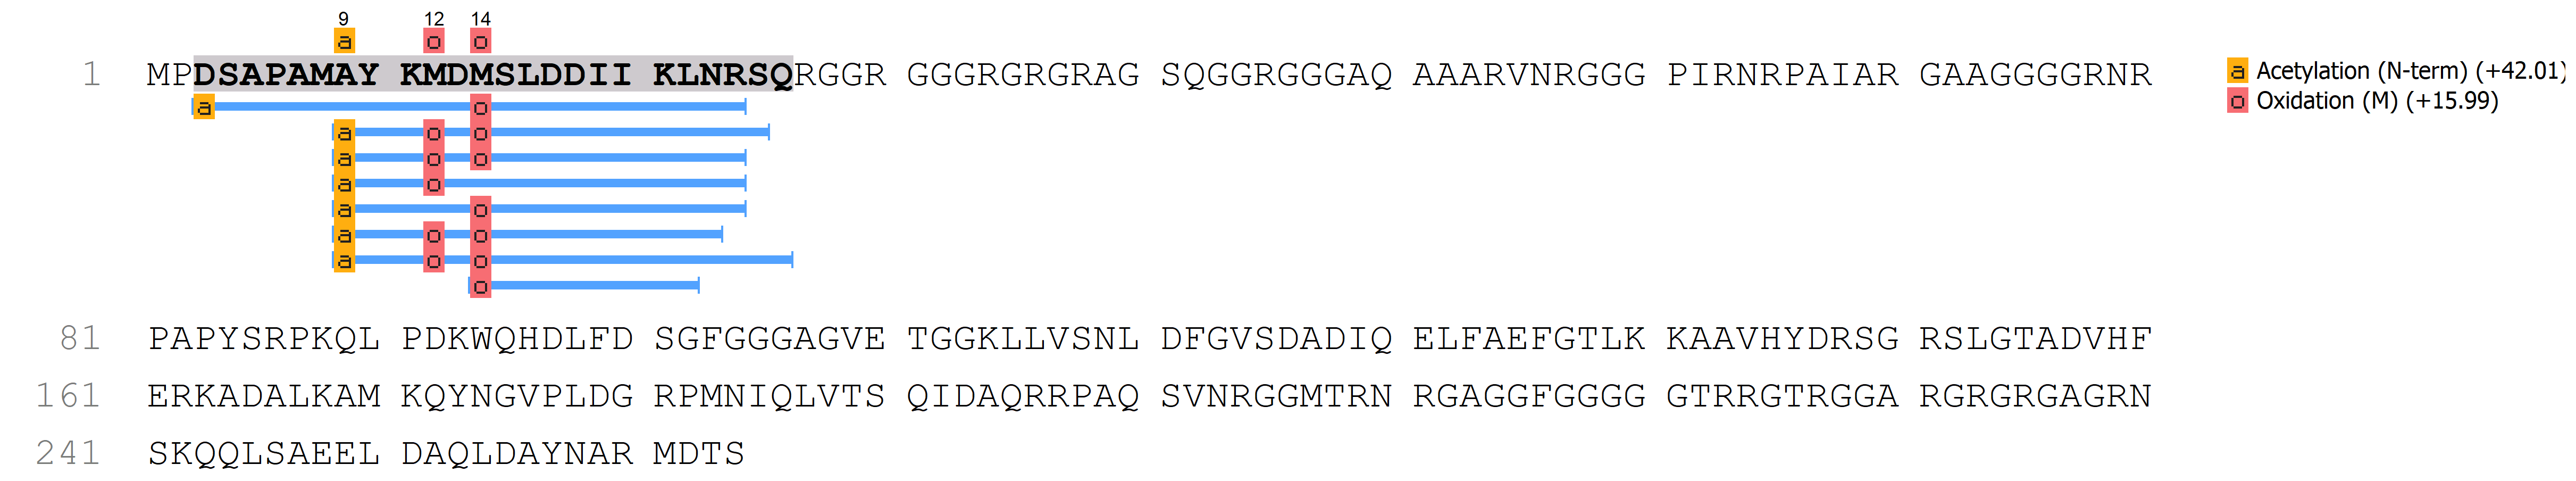 9 12 14
a o o
1 MPDSAPAMAY KMDMSLDDII KLNRSQRGGR GGGRGRGRAG SQGGRGGGAQ AAARVNRGGG PIRNRPAIAR GAAGGGGRNR
a Acetylation (N-term) (+42.01)
o Oxidation (M) (+15.99)
a o
a o o
a o o
a o
a o
a o o
a o o
o
81 PAPYSRPKQL PDKWQHDLFD SGFGGGAGVE TGGKLLVSNL DFGVSDADIQ ELFAEFGTLK KAAVHYDRSG RSLGTADVHF
161 ERKADALKAM KQYNGVPLDG RPMNIQLVTS QIDAQRRPAQ SVNRGGMTRN RGAGGFGGGG GTRRGTRGGA RGRGRGAGRN
241 SKQQLSAEEL DAQLDAYNAR MDTS